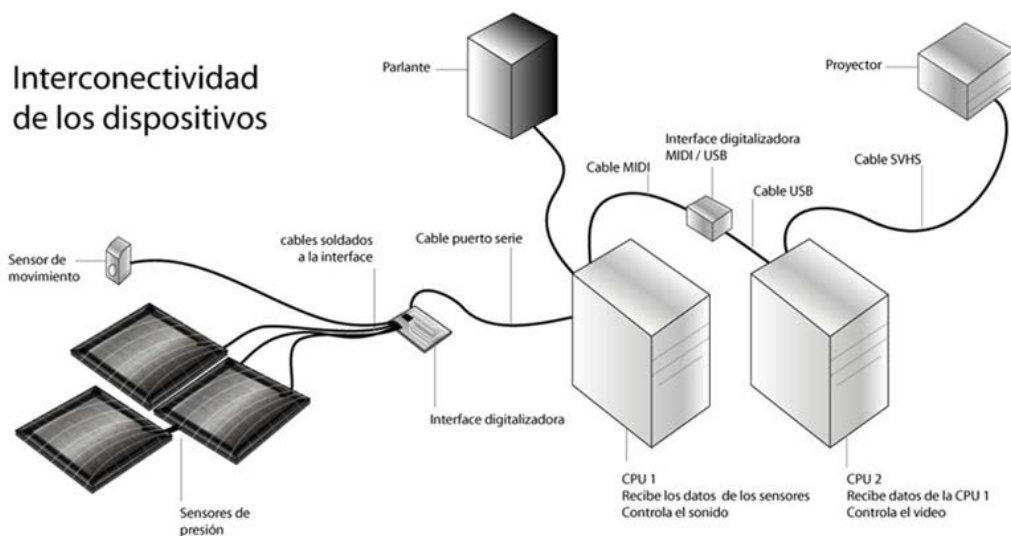 Interconectividad
de los dispositivos
Parlante
Proyector
Interface digitalizadora
MIDI / USB
Cable MIDI
Cable SVHS
Cable USB
cables soldados
a la interface
Cable puerto serie
Sensor de
movimiento
Interface digitalizadora
CPU 1
Recibe los datos de los sensores
Controla el sonido
CPU 2
Recibe datos de la CPU 1
Controla el video
Sensores de
presión